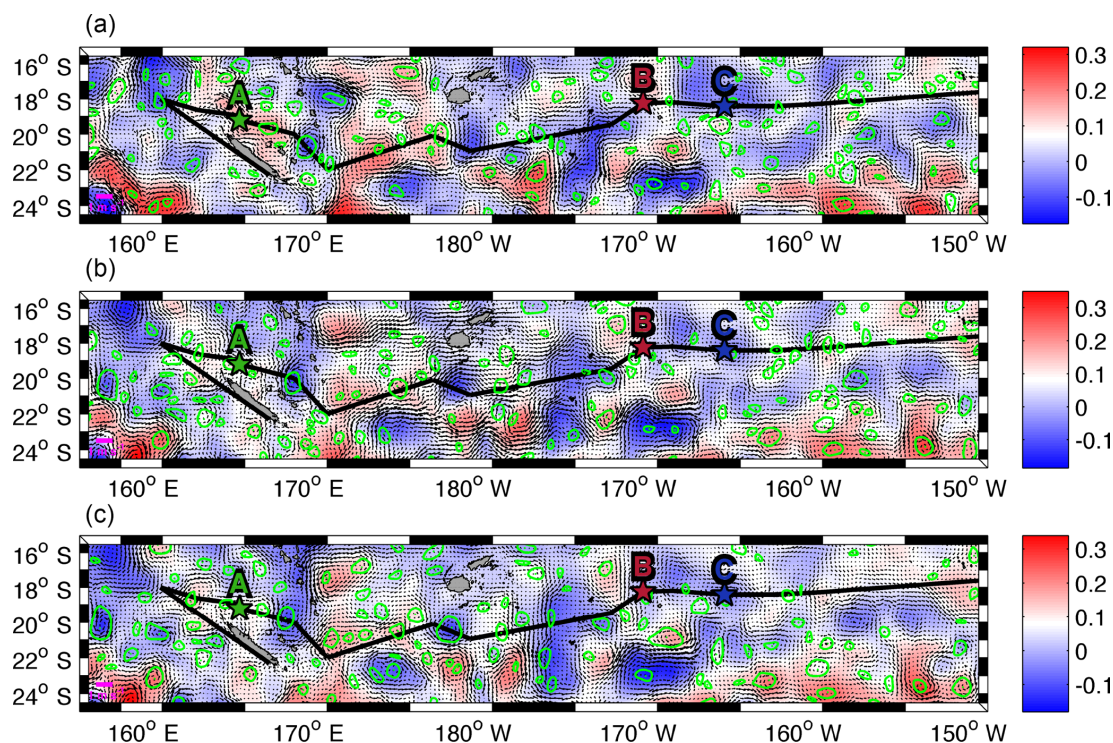 (a)
16° S
18° S
20° S
22° S
24° S
A
B
C
160° E
170° E
180° W
170° W
160° W
150° W
0.3
0.2
0.1
0
-0.1
(b)
16° S
18° S
20° S
22° S
24° S
A
B
C
160° E
170° E
180° W
170° W
160° W
150° W
0.3
0.2
0.1
0
-0.1
(c)
16° S
18° S
20° S
22° S
24° S
A
B
C
160° E
170° E
180° W
170° W
160° W
150° W
0.3
0.2
0.1
0
-0.1